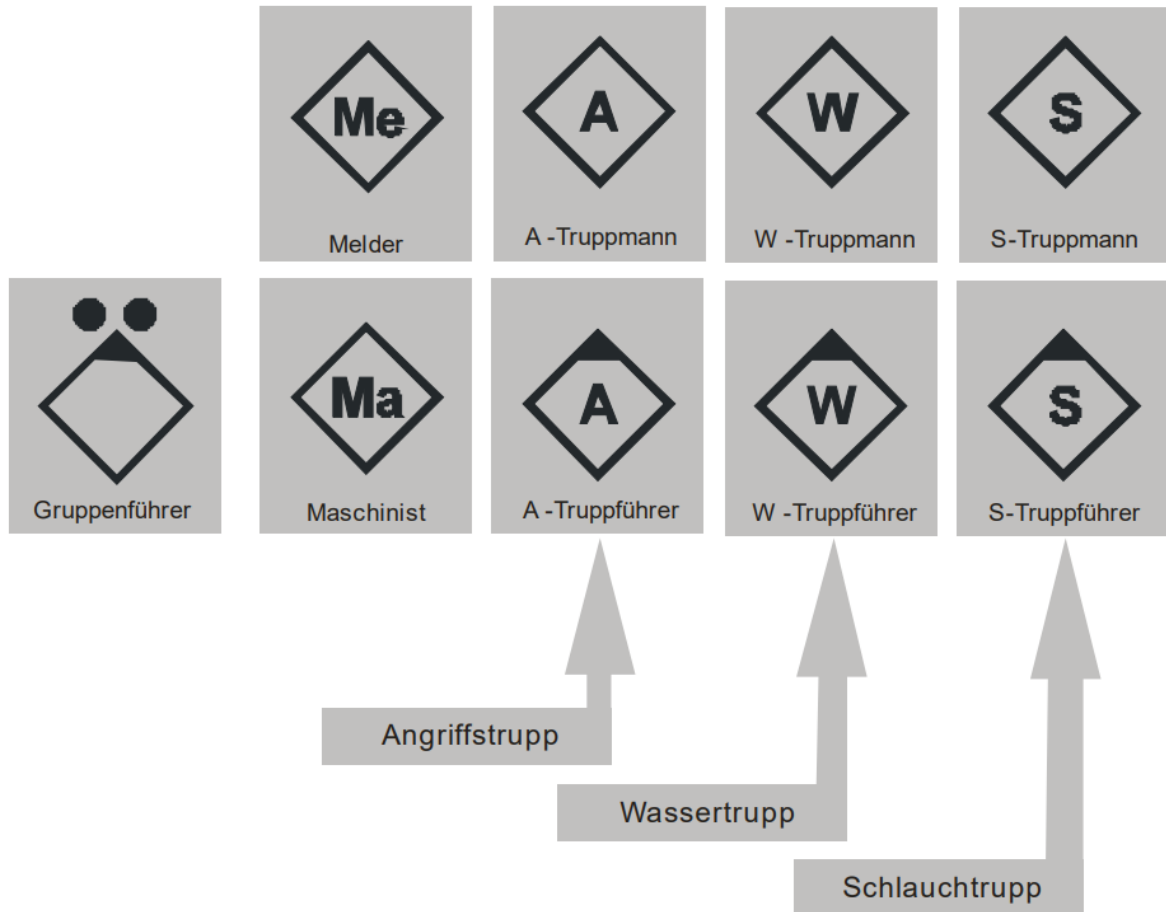 Me
A
W
S
Melder
A -Truppmann
W -Truppmann
S-Truppmann
Ma
A
W
S
Gruppenführer
Maschinist
A -Truppführer
W -Truppführer
S-Truppführer
Angriffstrupp
Wassertrupp
Schlauchtrupp